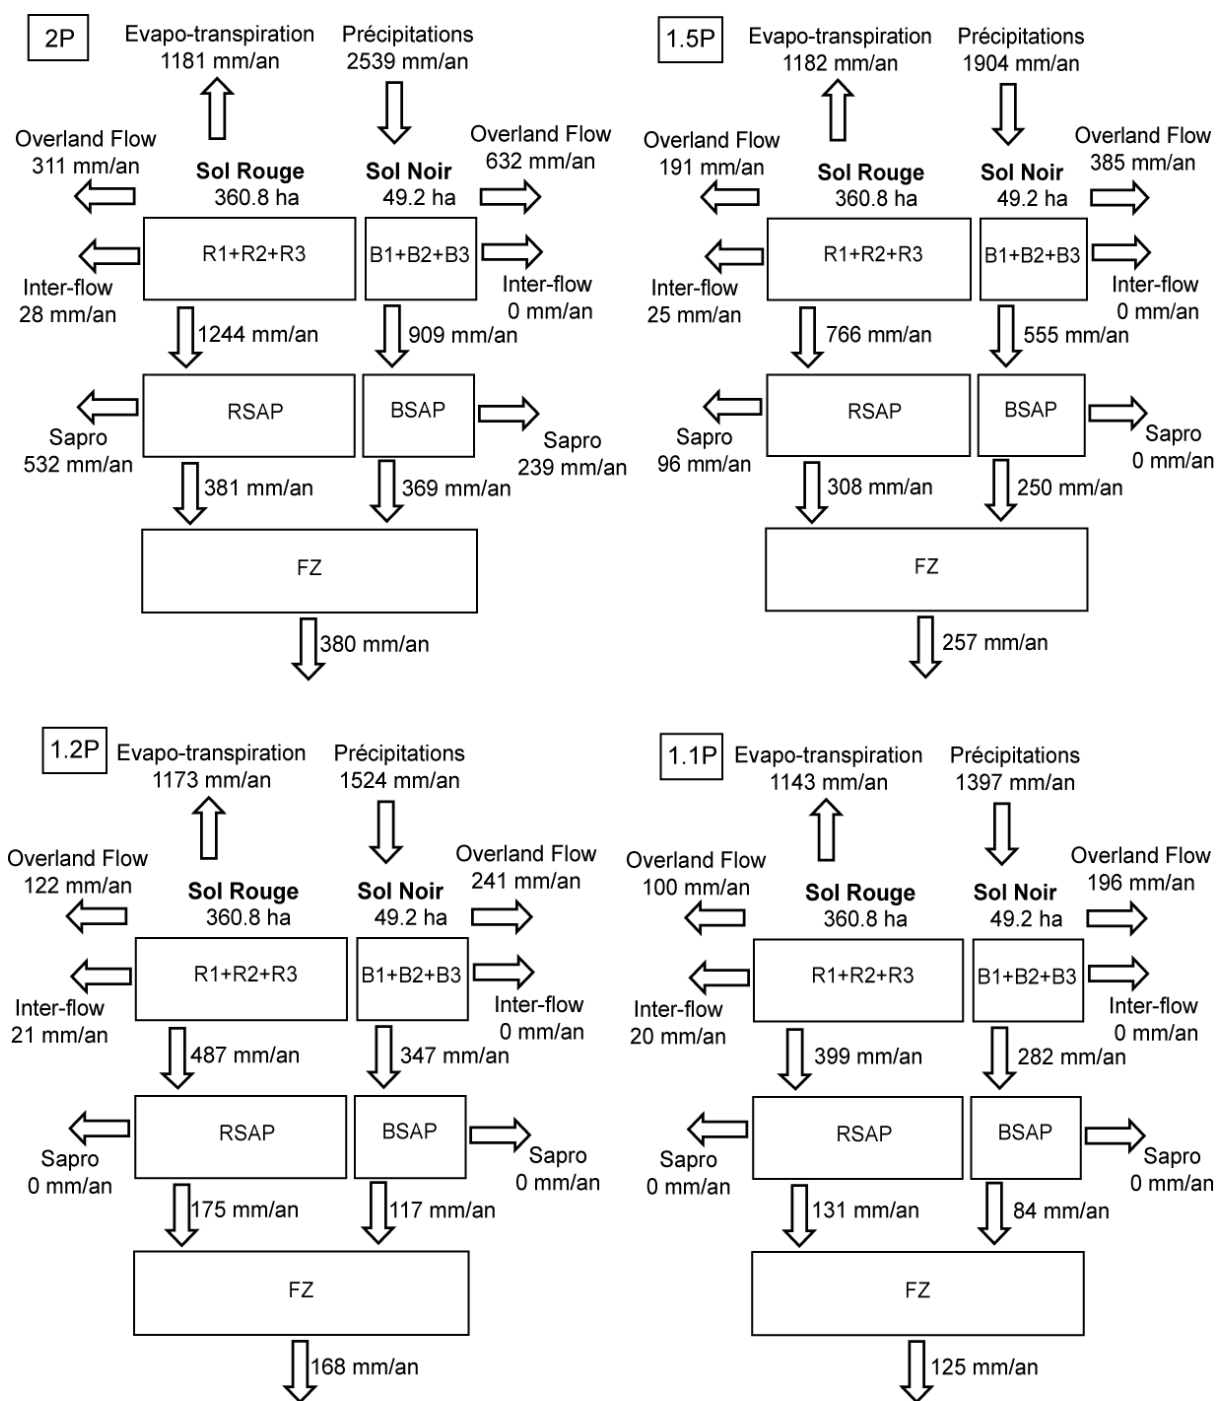 2P
Evapo-transpiration
1181 mm/an
Précipitations
2539 mm/an
Overland Flow
311 mm/an
Sol Rouge
360.8 ha
Sol Noir
49.2 ha
Overland Flow
632 mm/an
R1+R2+R3
B1+B2+B3
Inter-flow
28 mm/an
Inter-flow
0 mm/an
1244 mm/an
909 mm/an
RSAP
BSAP
Sapro
532 mm/an
Sapro
239 mm/an
381 mm/an
369 mm/an
FZ
380 mm/an
1.5P
Evapo-transpiration
1182 mm/an
Précipitations
1904 mm/an
Overland Flow
191 mm/an
Sol Rouge
360.8 ha
Sol Noir
49.2 ha
Overland Flow
385 mm/an
R1+R2+R3
B1+B2+B3
Inter-flow
25 mm/an
Inter-flow
0 mm/an
766 mm/an
555 mm/an
RSAP
BSAP
Sapro
96 mm/an
Sapro
0 mm/an
308 mm/an
250 mm/an
FZ
257 mm/an
1.2P
Evapo-transpiration
1173 mm/an
Précipitations
1524 mm/an
Overland Flow
122 mm/an
Sol Rouge
360.8 ha
Sol Noir
49.2 ha
Overland Flow
241 mm/an
R1+R2+R3
B1+B2+B3
Inter-flow
21 mm/an
Inter-flow
0 mm/an
487 mm/an
347 mm/an
RSAP
BSAP
Sapro
0 mm/an
Sapro
0 mm/an
175 mm/an
117 mm/an
FZ
168 mm/an
1.1P
Evapo-transpiration
1143 mm/an
Précipitations
1397 mm/an
Overland Flow
100 mm/an
Sol Rouge
360.8 ha
Sol Noir
49.2 ha
Overland Flow
196 mm/an
R1+R2+R3
B1+B2+B3
Inter-flow
20 mm/an
Inter-flow
0 mm/an
399 mm/an
282 mm/an
RSAP
BSAP
Sapro
0 mm/an
Sapro
0 mm/an
131 mm/an
84 mm/an
FZ
125 mm/an